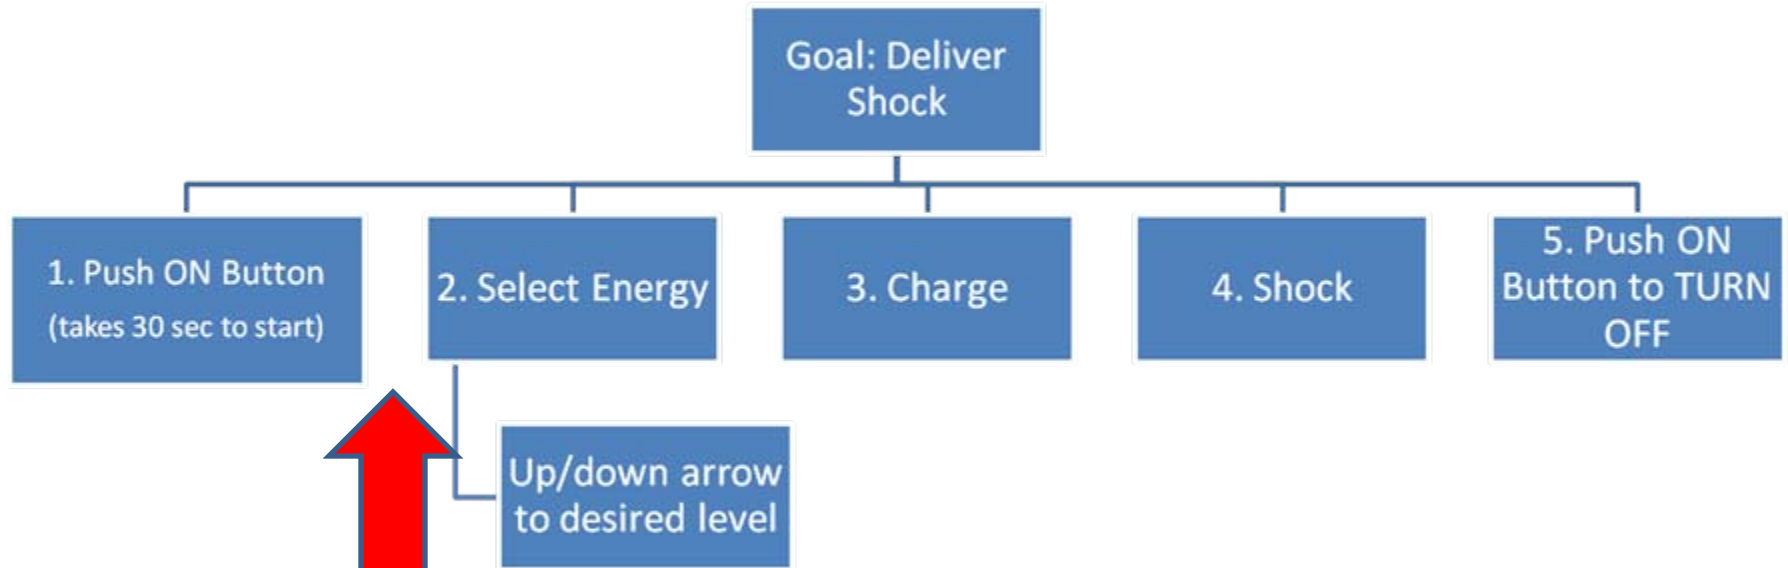 Goal: Deliver
Shock
1. Push ON Button
(takes 30 sec to start)
2. Select Energy
3. Charge
4. Shock
5. Push ON
Button to TURN
OFF
Up/down arrow
to desired level